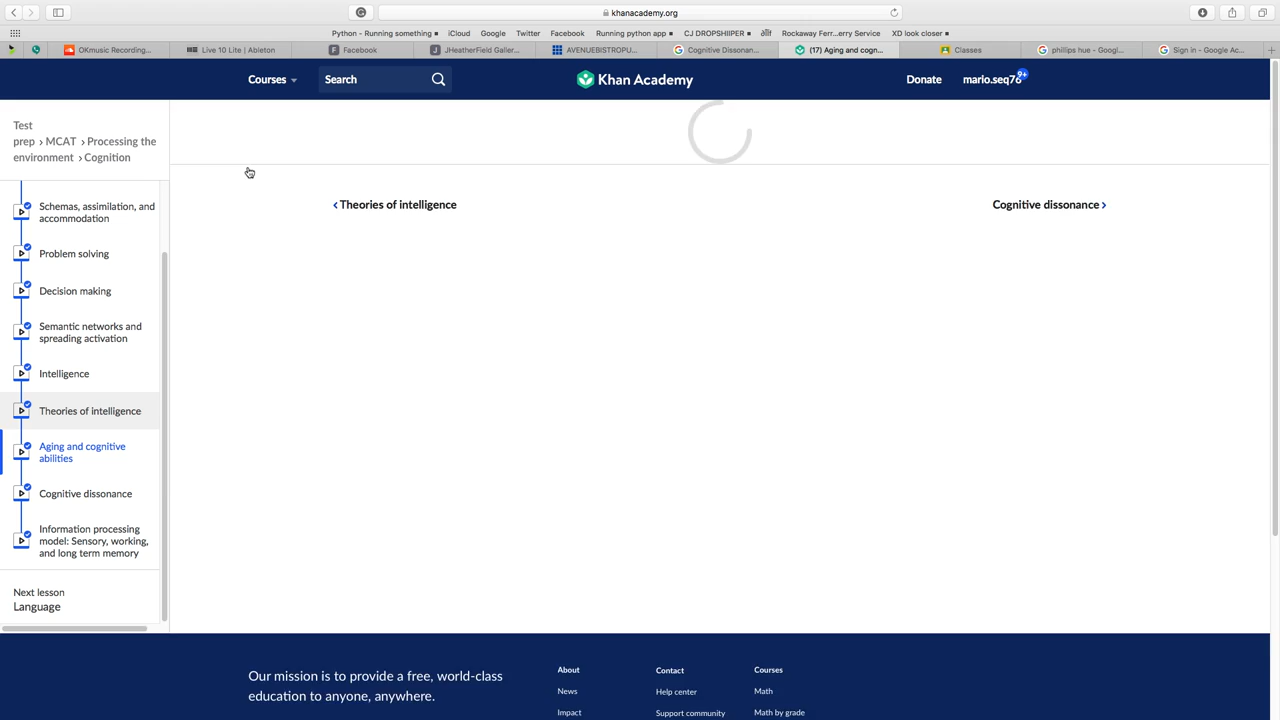 khanacademy.org
Python - Running something
iCloud
Google
Twitter
Facebook
Running python app
CJ DROPSHIIPER
Rockaway Ferr...erry Service
XD look closer
OKmusic Recording...
Live 10 Lite | Ableton
Facebook
JHeatherField Galler...
AVENUEBISTROPU...
Cognitive Dissonan...
(17) Aging and cogn...
Classes
phillips hue - Googl...
Sign in - Google Ac...
Courses
Search
Khan Academy
Donate
mario.seq76
9+
Test
prep › MCAT › Processing the
environment › Cognition
Schemas, assimilation, and
accommodation
Problem solving
Decision making
Semantic networks and
spreading activation
Intelligence
Theories of intelligence
Aging and cognitive
abilities
Cognitive dissonance
Information processing
model: Sensory, working,
and long term memory
Next lesson
Language
‹ Theories of intelligence
Cognitive dissonance ›
Our mission is to provide a free, world-class
education to anyone, anywhere.
About
News
Impact
Contact
Help center
Support community
Courses
Math
Math by grade